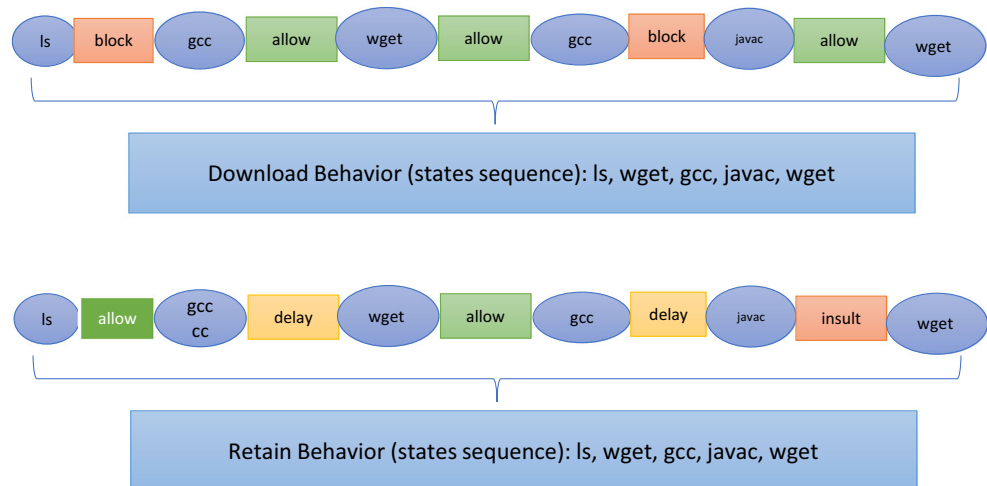 ls block gcc allow wget allow gcc block javac allow wget
Download Behavior (states sequence): ls, wget, gcc, javac, wget
ls allow gcc delay wget allow gcc delay javac insult wget
cc
Retain Behavior (states sequence): ls, wget, gcc, javac, wget